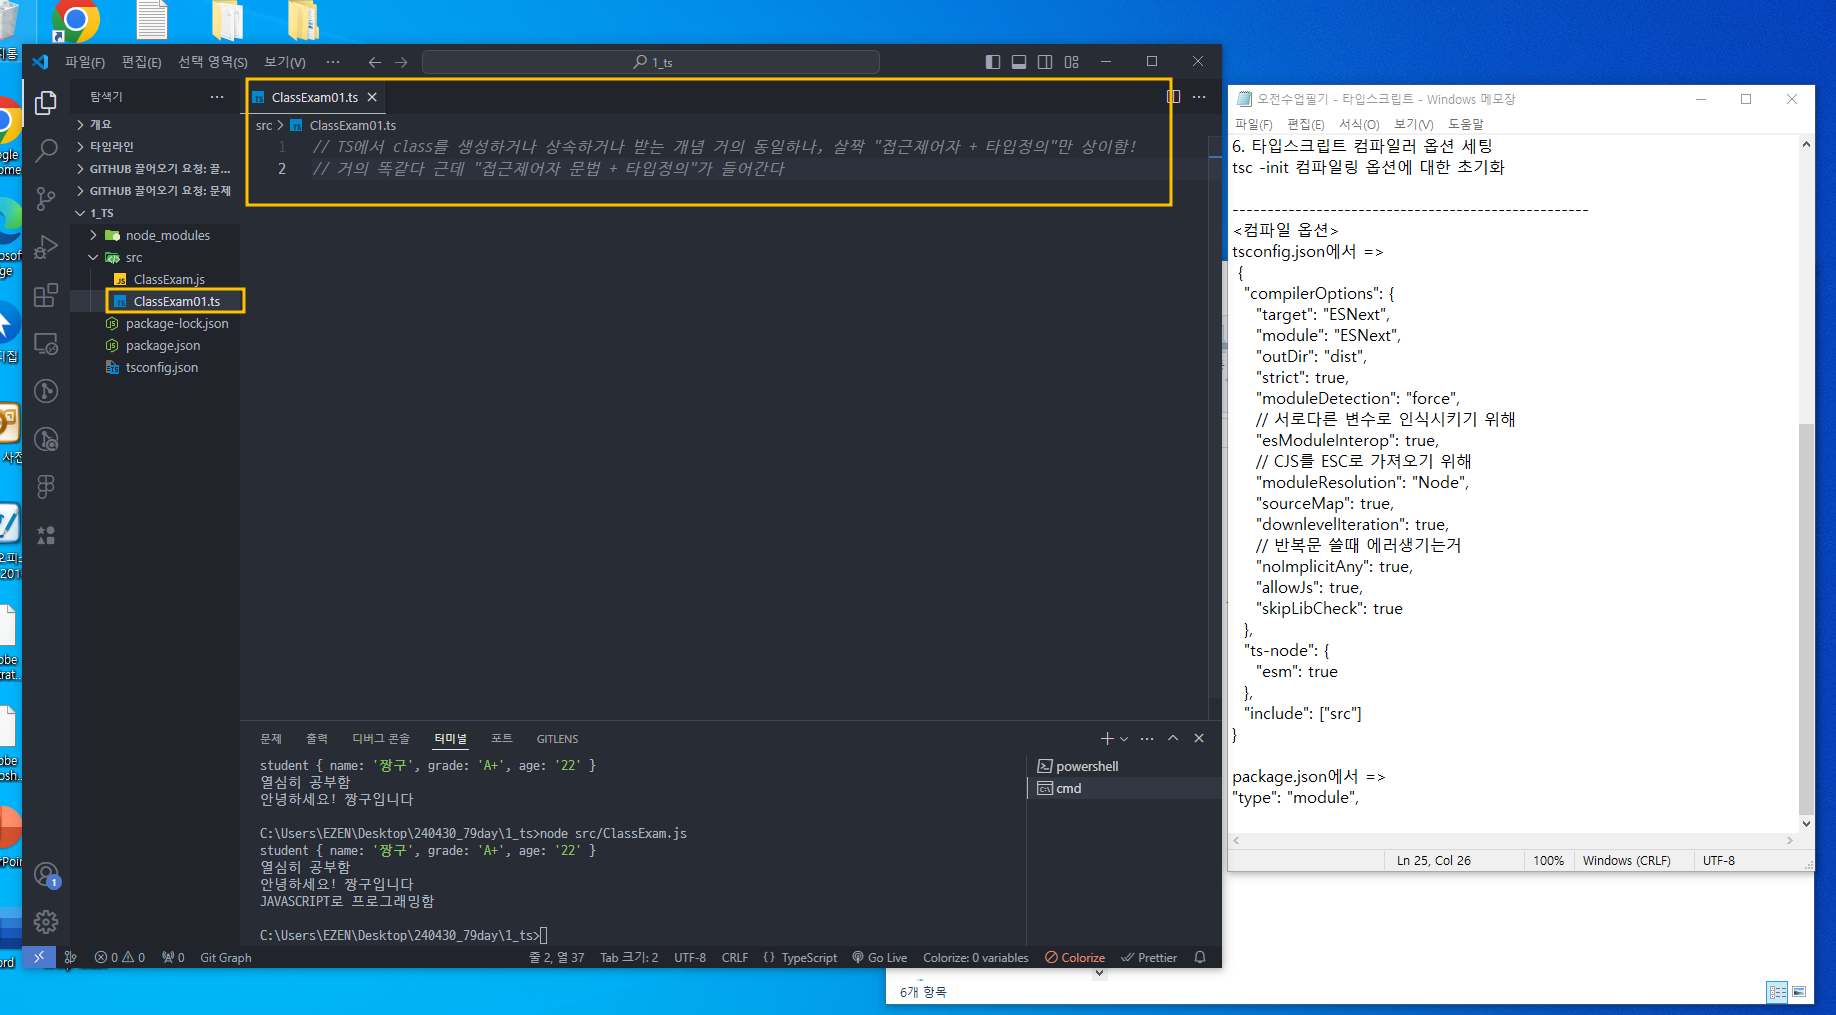 파일(F) 편집(E) 선택 영역(S) 보기(V) ··· 1_ts
탐색기 ···
개요
타임라인
GITHUB 끌어오기 요청: 끌...
GITHUB 끌어오기 요청: 문제
1_TS
node_modules
src
JS ClassExam.js
TS ClassExam01.ts
package-lock.json
package.json
tsconfig.json
TS ClassExam01.ts
src > TS ClassExam01.ts
1 // TS에서 class를 생성하거나 상속하거나 받는 개념 거의 동일하나, 살짝 "접근제어자 + 타입정의"만 상이함!
2 // 거의 똑같다 근데 "접근제어자 문법 + 타입정의"가 들어간다
문제 출력 디버그 콘솔 터미널 포트 GITLENS
student { name: '짱구', grade: 'A+', age: '22' }
열심히 공부함
안녕하세요! 짱구입니다
C:\Users\EZEN\Desktop\240430_79day\1_ts>node src/ClassExam.js
student { name: '짱구', grade: 'A+', age: '22' }
열심히 공부함
안녕하세요! 짱구입니다
JAVASCRIPT로 프로그래밍함
C:\Users\EZEN\Desktop\240430_79day\1_ts>
powershell
cmd
1
0 0 0 Git Graph 줄 2, 열 37 Tab 크기: 2 UTF-8 CRLF {} TypeScript Go Live Colorize: 0 variables Colorize Prettier
오전수업필기 - 타입스크립트 - Windows 메모장
파일(F) 편집(E) 서식(O) 보기(V) 도움말
6. 타입스크립트 컴파일러 옵션 세팅
tsc -init 컴파일링 옵션에 대한 초기화
---------------------------------------------------
<컴파일 옵션>
tsconfig.json에서 =>
{
"compilerOptions": {
"target": "ESNext",
"module": "ESNext",
"outDir": "dist",
"strict": true,
"moduleDetection": "force",
// 서로다른 변수로 인식시키기 위해
"esModuleInterop": true,
// CJS를 ESC로 가져오기 위해
"moduleResolution": "Node",
"sourceMap": true,
"downlevelIteration": true,
// 반복문 쓸때 에러생기는거
"noImplicitAny": true,
"allowJs": true,
"skipLibCheck": true
},
"ts-node": {
"esm": true
},
"include": ["src"]
}
package.json에서 =>
"type": "module",
Ln 25, Col 26 100% Windows (CRLF) UTF-8
6개 항목